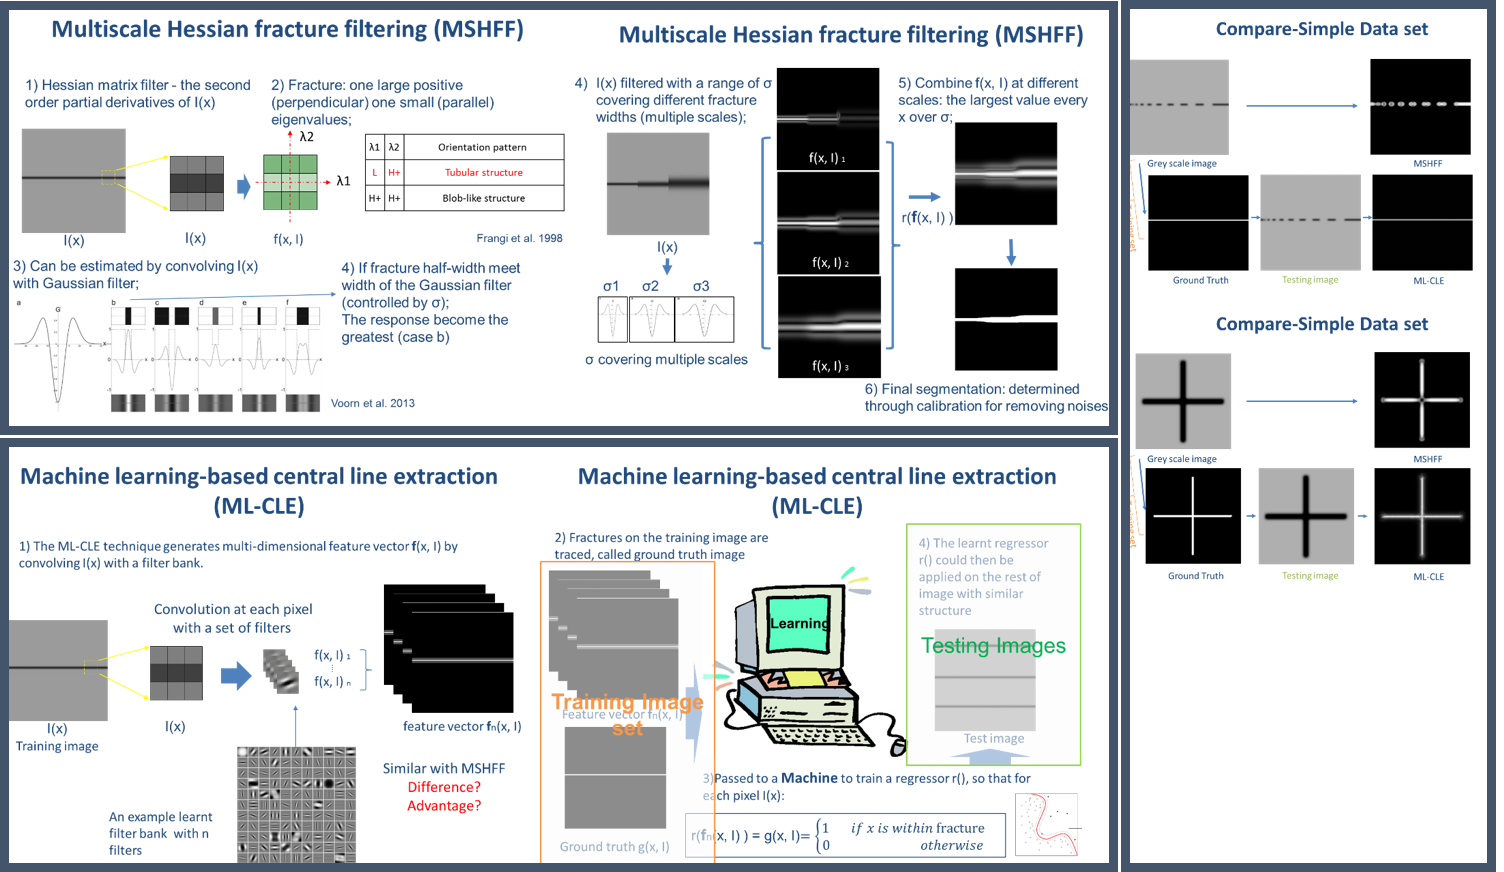 Multiscale Hessian fracture filtering (MSHFF)
1) Hessian matrix filter - the second
order partial derivatives of I(x)
2) Fracture: one large positive
(perpendicular) one small (parallel)
eigenvalues;
λ2
λ1
λ1 λ2 Orientation pattern
L H+ Tubular structure
H+ H+ Blob-like structure
I(x)
I(x)
f(x, I)
Frangi et al. 1998
3) Can be estimated by convolving I(x)
with Gaussian filter;
4) If fracture half-width meet
width of the Gaussian filter
(controlled by σ);
The response become the
greatest (case b)
a
b
c
d
e
f
G
Voorn et al. 2013
Multiscale Hessian fracture filtering (MSHFF)
4) I(x) filtered with a range of σ
covering different fracture
widths (multiple scales);
I(x)
σ1 σ2 σ3
σ covering multiple scales
f(x, I) 1
f(x, I) 2
f(x, I) 3
5) Combine f(x, I) at different
scales: the largest value every
x over σ;
r(f(x, I) )
6) Final segmentation: determined
through calibration for removing noises
Machine learning-based central line extraction
(ML-CLE)
1) The ML-CLE technique generates multi-dimensional feature vector f(x, I) by
convolving I(x) with a filter bank.
Convolution at each pixel
with a set of filters
f(x, I) 1
f(x, I) n
I(x)
Training image
I(x)
feature vector fn(x, I)
Similar with MSHFF
Difference?
Advantage?
An example learnt
filter bank with n
filters
Machine learning-based central line extraction
(ML-CLE)
2) Fractures on the training image are
traced, called ground truth image
Training Image
set
Feature vector fn(x, I)
Ground truth g(x, I)
Learning
4) The learnt regressor
r() could then be
applied on the rest of
image with similar
structure
Testing Images
Test image
3)Passed to a Machine to train a regressor r(), so that for
each pixel I(x):
r(fn(x, I) ) = g(x, I)= { 1 if x is within fracture
0 otherwise
Compare-Simple Data set
Grey scale image
MSHFF
Ground Truth
Testing image
ML-CLE
Compare-Simple Data set
Grey scale image
MSHFF
Ground Truth
Testing image
ML-CLE